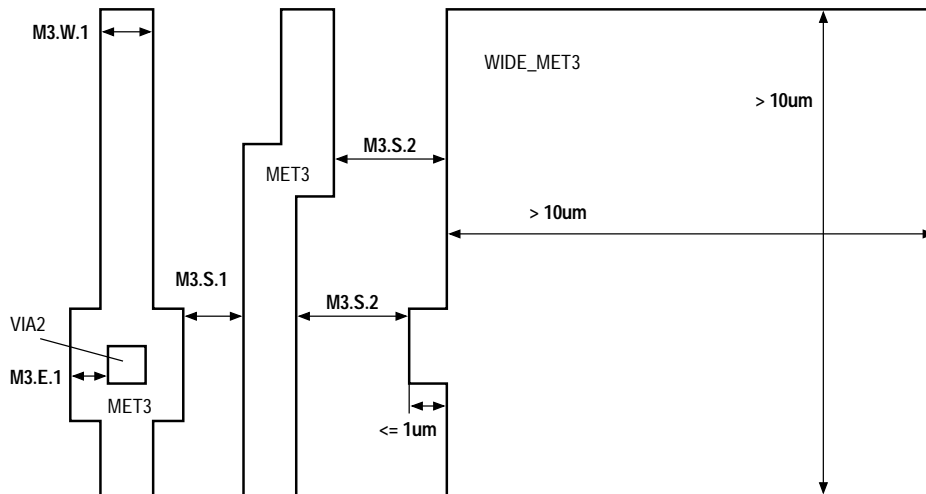 M3.W.1
WIDE_MET3
> 10um
M3.S.2
MET3
> 10um
M3.S.1
M3.S.2
VIA2
M3.E.1
MET3
<= 1um